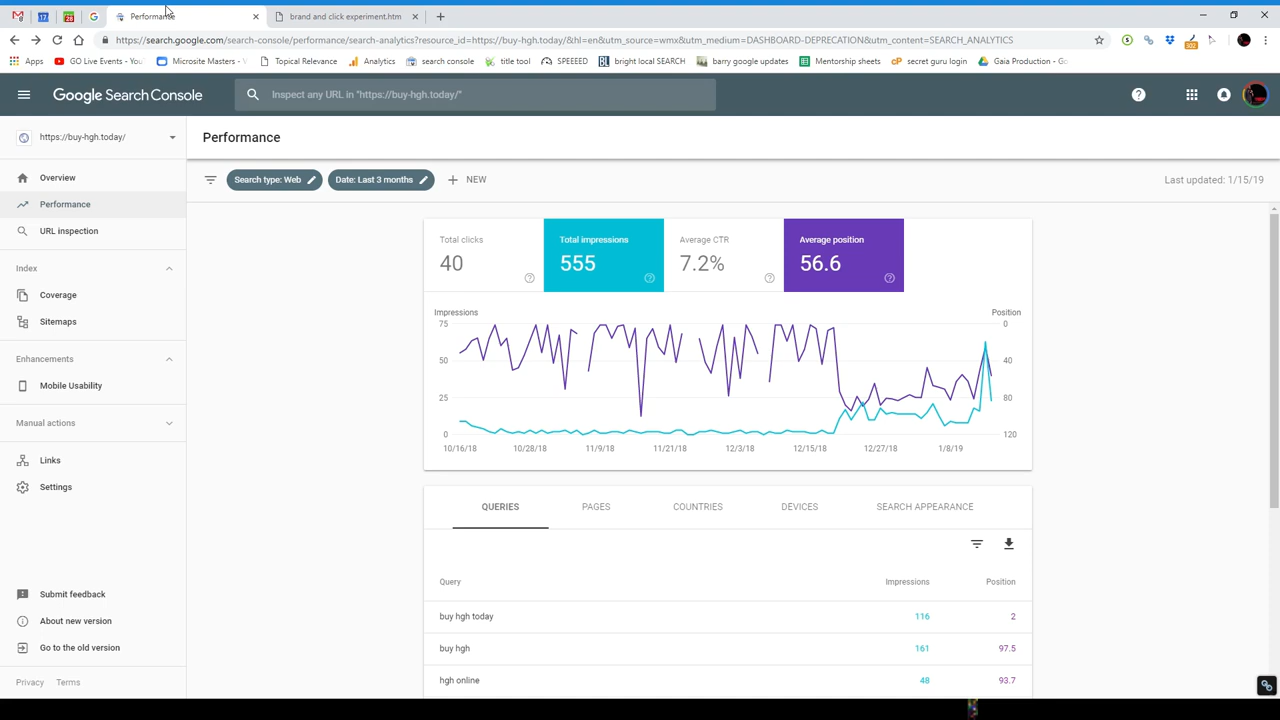 Performance
brand and click experiment.htm
https://search.google.com/search-console/performance/search-analytics?resource_id=https://buy-hgh.today/&hl=en&utm_source=wmx&utm_medium=DASHBOARD-DEPRECATION&utm_content=SEARCH_ANALYTICS
302
Apps
GO Live Events - You
Microsite Masters -
Topical Relevance
Analytics
search console
title tool
SPEEEED
bright local SEARCH
barry google updates
Mentorship sheets
secret guru login
Gaia Production - Go
Google Search Console
Inspect any URL in "https://buy-hgh.today/"
https://buy-hgh.today/
Overview
Performance
URL inspection
Index
Coverage
Sitemaps
Enhancements
Mobile Usability
Manual actions
Links
Settings
Submit feedback
About new version
Go to the old version
Privacy Terms
Performance
Search type: Web
Date: Last 3 months
NEW
Last updated: 1/15/19
Total clicks
40
Total impressions
555
Average CTR
7.2%
Average position
56.6
Impressions Position
75 0
50 40
25 80
0 120
10/16/18 10/28/18 11/9/18 11/21/18 12/3/18 12/15/18 12/27/18 1/8/19
QUERIES PAGES COUNTRIES DEVICES SEARCH APPEARANCE
Query Impressions Position
buy hgh today 116 2
buy hgh 161 97.5
hgh online 48 93.7